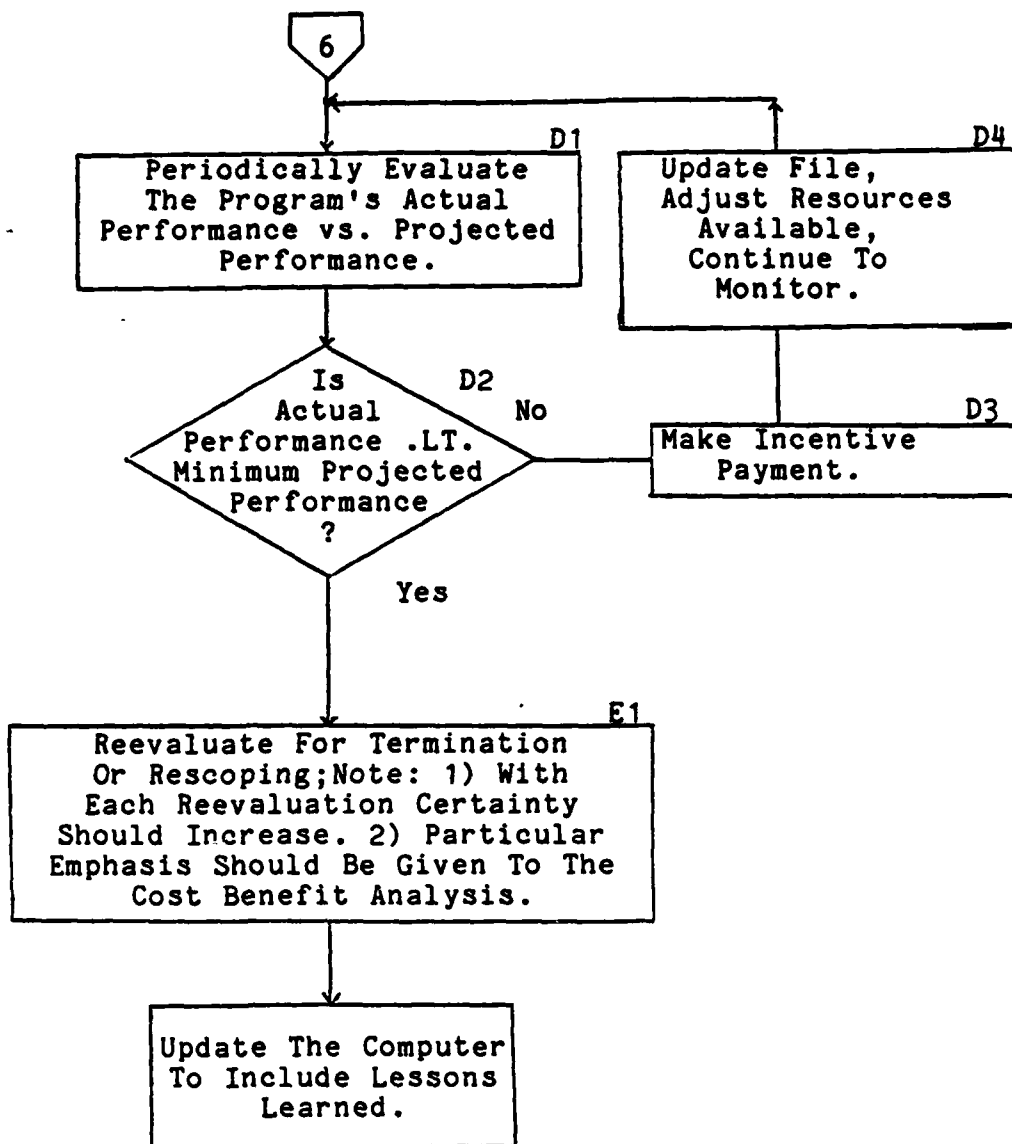 6
D1
Periodically Evaluate
The Program's Actual
Performance vs. Projected
Performance.
D4
Update File,
Adjust Resources
Available,
Continue To
Monitor.
D2
Is
Actual
Performance .LT.
Minimum Projected
Performance
?
No
D3
Make Incentive
Payment.
Yes
E1
Reevaluate For Termination
Or Rescoping;Note: 1) With
Each Reevaluation Certainty
Should Increase. 2) Particular
Emphasis Should Be Given To The
Cost Benefit Analysis.
Update The Computer
To Include Lessons
Learned.